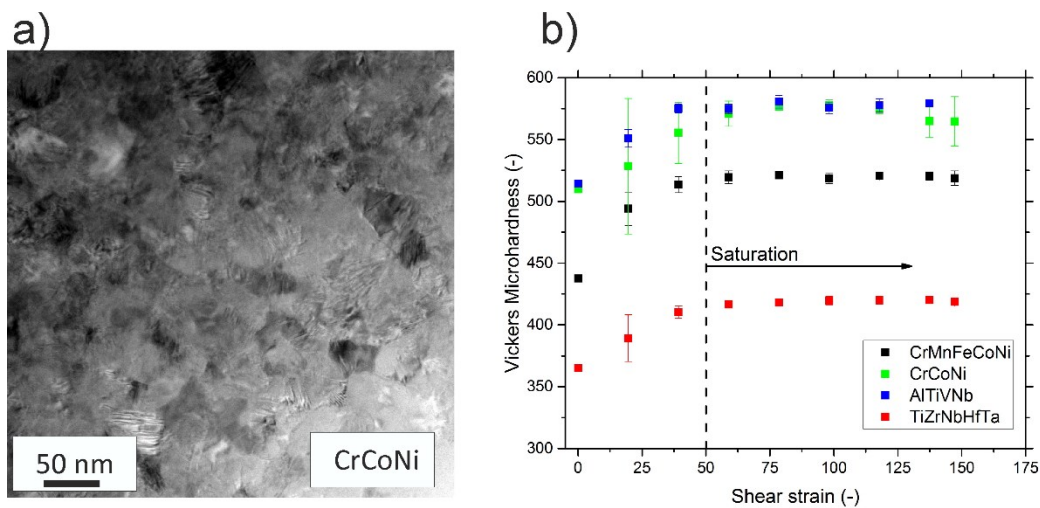 a)
50 nm
CrCoNi
b)
Vickers Microhardness (-)
600
550
500
450
400
350
300
Saturation
CrMnFeCoNi
CrCoNi
AlTiVNb
TiZrNbHfTa
0 25 50 75 100 125 150 175
Shear strain (-)